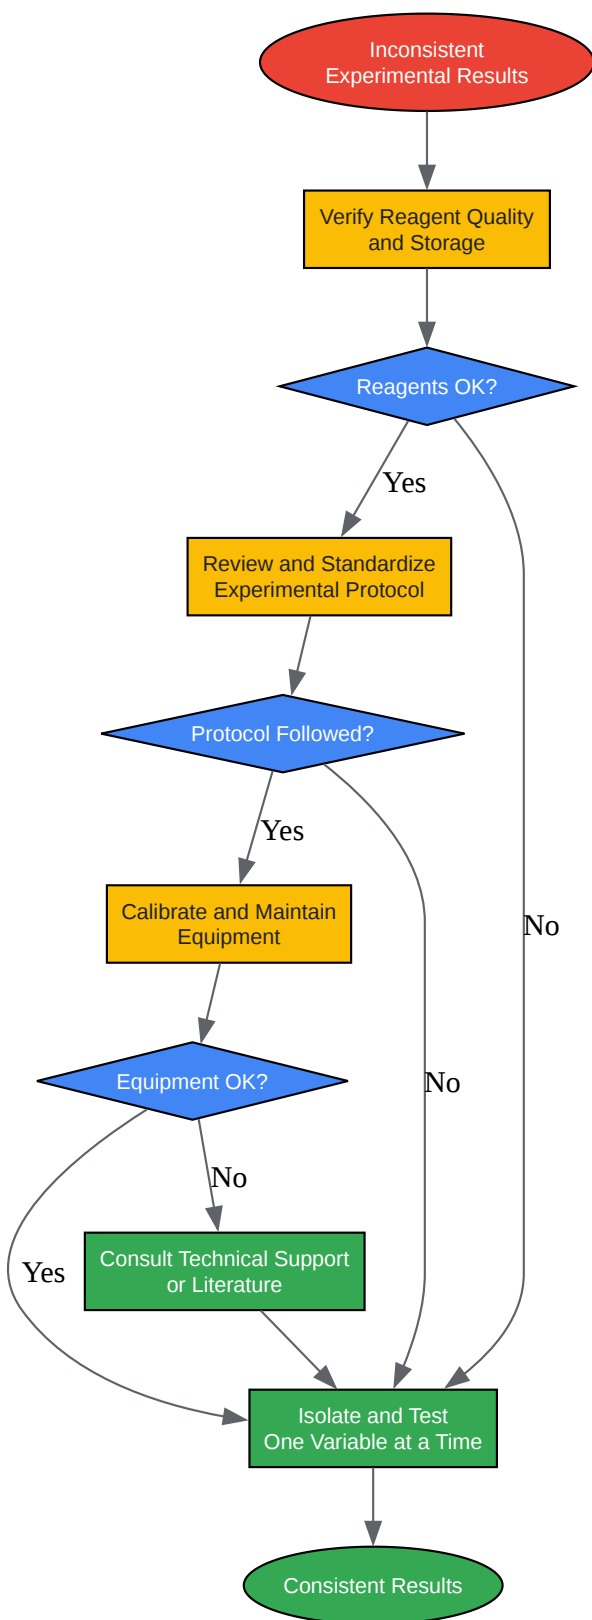 Inconsistent
Experimental Results
Verify Reagent Quality
and Storage
Reagents OK?
Yes
Review and Standardize
Experimental Protocol
Protocol Followed?
Yes
Calibrate and Maintain
Equipment
No
Equipment OK?
No
No
Consult Technical Support
or Literature
Yes
Isolate and Test
One Variable at a Time
Consistent Results